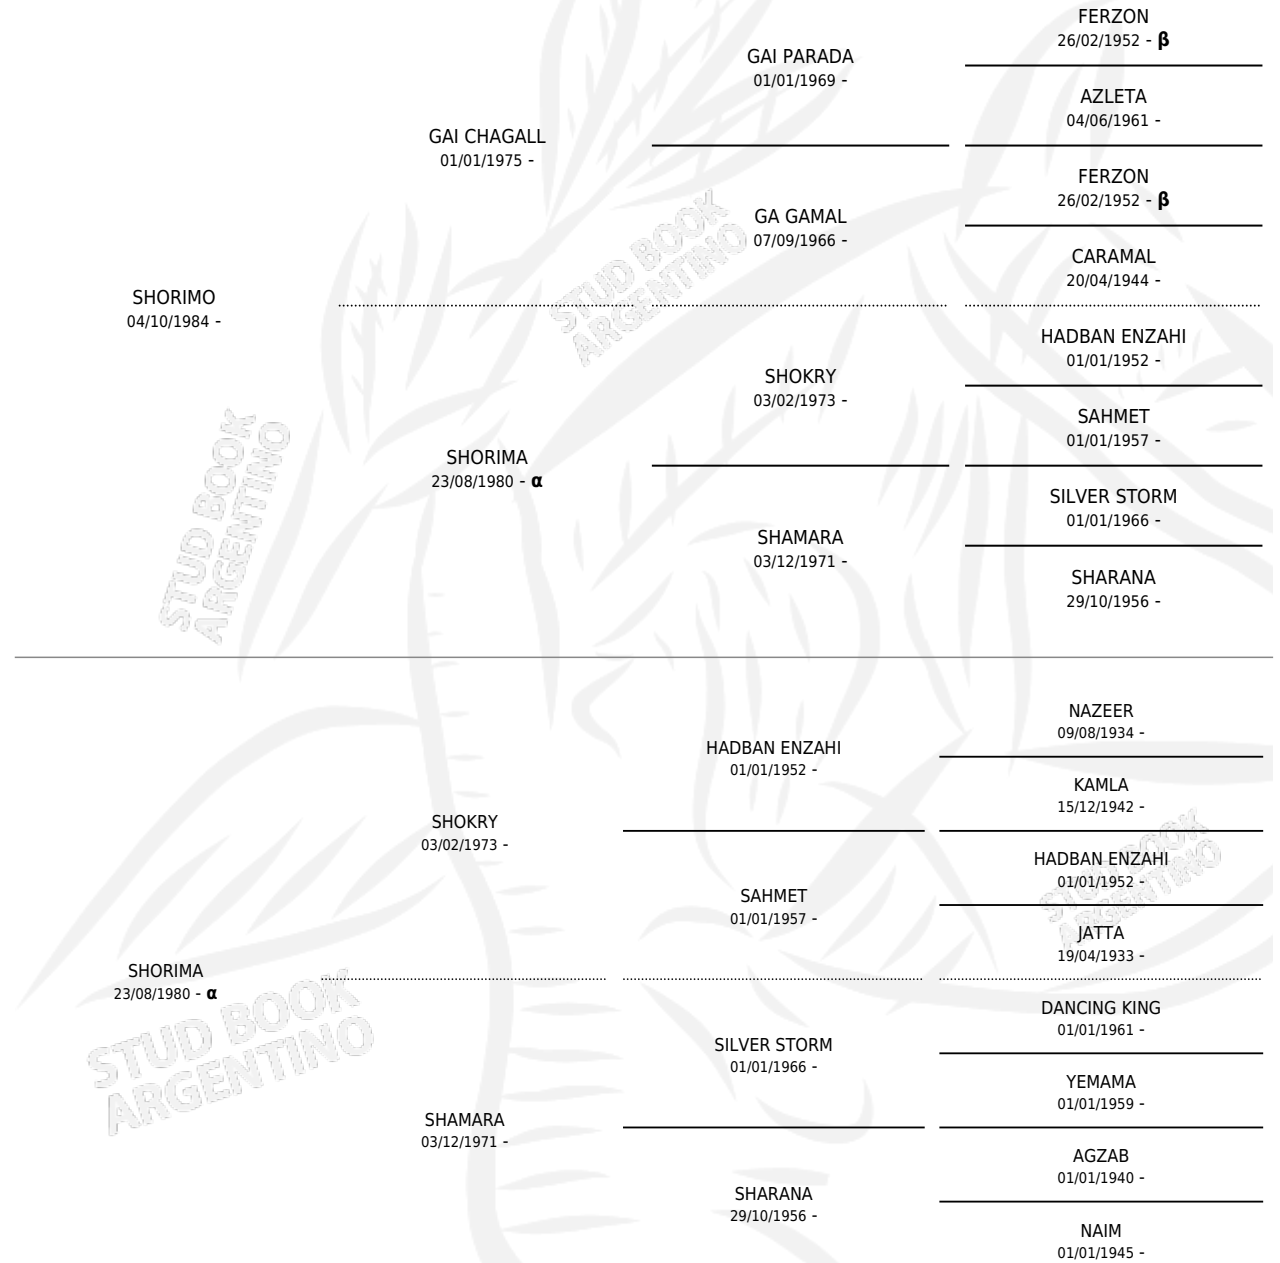 FERZON
26/02/1952 - β
GAI PARADA
01/01/1969 -
AZLETA
04/06/1961 -
GAI CHAGALL
01/01/1975 -
FERZON
26/02/1952 - β
GA GAMAL
07/09/1966 -
CARAMAL
20/04/1944 -
SHORIMO
04/10/1984 -
HADBAN ENZAHI
01/01/1952 -
SHOKRY
03/02/1973 -
SAHMET
01/01/1957 -
SHORIMA
23/08/1980 - α
SILVER STORM
01/01/1966 -
SHAMARA
03/12/1971 -
SHARANA
29/10/1956 -
STUD BOOK
ARGENTINO
STUD BOOK
ARGENTINO
NAZEER
09/08/1934 -
HADBAN ENZAHI
01/01/1952 -
KAMLA
15/12/1942 -
SHOKRY
03/02/1973 -
HADBAN ENZAHI
01/01/1952 -
SAHMET
01/01/1957 -
JATTA
19/04/1933 -
SHORIMA
23/08/1980 - α
DANCING KING
01/01/1961 -
SILVER STORM
01/01/1966 -
YEMAMA
01/01/1959 -
SHAMARA
03/12/1971 -
AGZAB
01/01/1940 -
SHARANA
29/10/1956 -
NAIM
01/01/1945 -
STUD BOOK
ARGENTINO
STUD BOOK
ARGENTINO